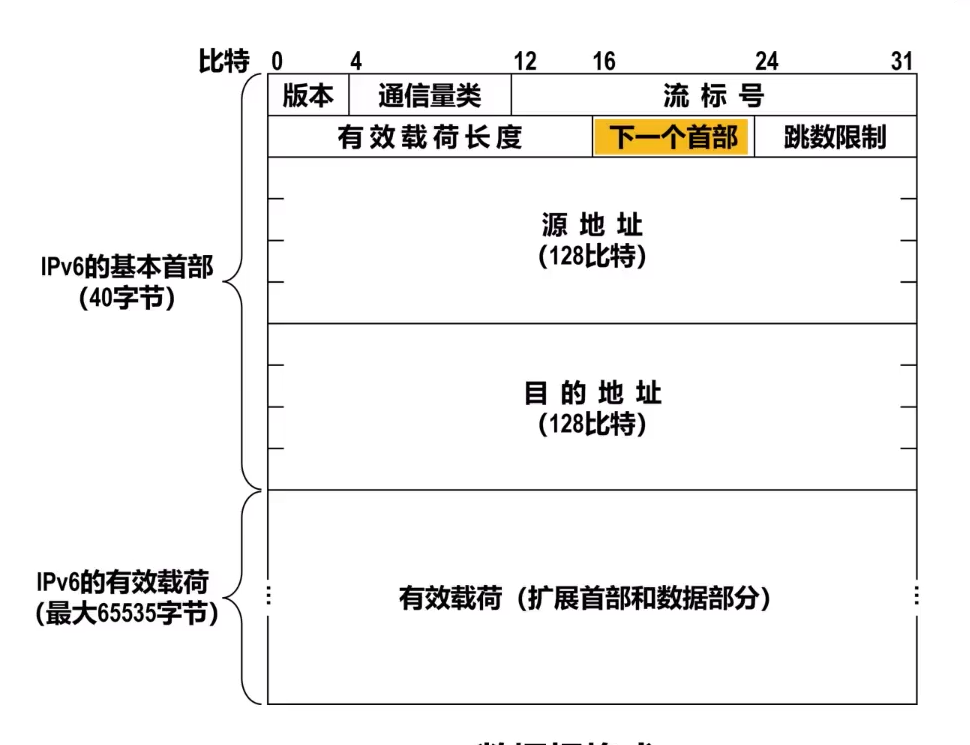 比特 0 4 12 16 24 31
版本 通信量类 流标号
有效载荷长度 下一个首部 跳数限制
源地址
(128比特)
IPv6的基本首部
(40字节)
目的地址
(128比特)
IPv6的有效载荷
(最大65535字节)
有效载荷(扩展首部和数据部分)